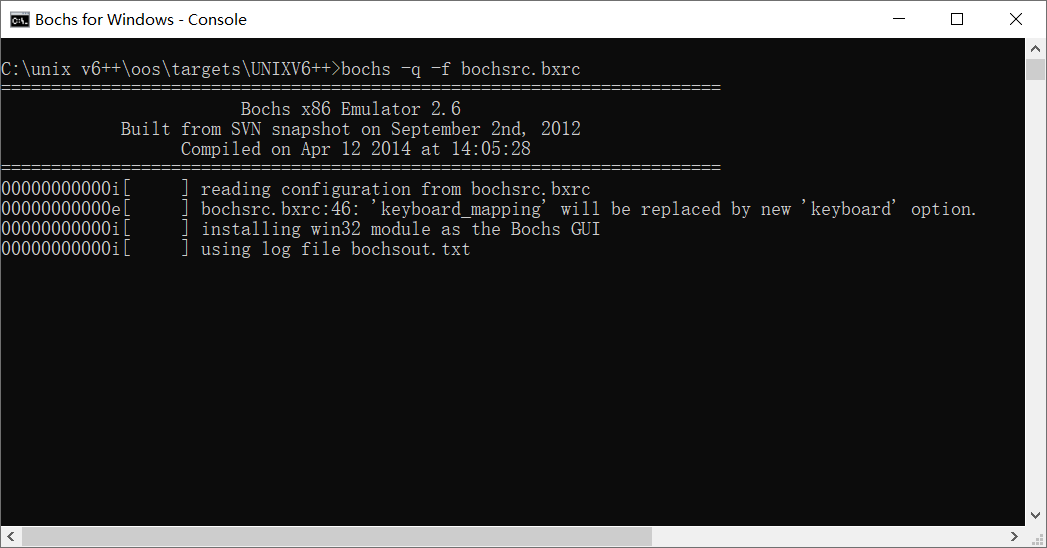 Bochs for Windows - Console
C:\unix v6++\oos\targets\UNIXV6++>bochs -q -f bochsrc.bxrc
========================================================================
Bochs x86 Emulator 2.6
Built from SVN snapshot on September 2nd, 2012
Compiled on Apr 12 2014 at 14:05:28
========================================================================
00000000000i[     ] reading configuration from bochsrc.bxrc
00000000000e[     ] bochsrc.bxrc:46: 'keyboard_mapping' will be replaced by new 'keyboard' option.
00000000000i[     ] installing win32 module as the Bochs GUI
00000000000i[     ] using log file bochsout.txt